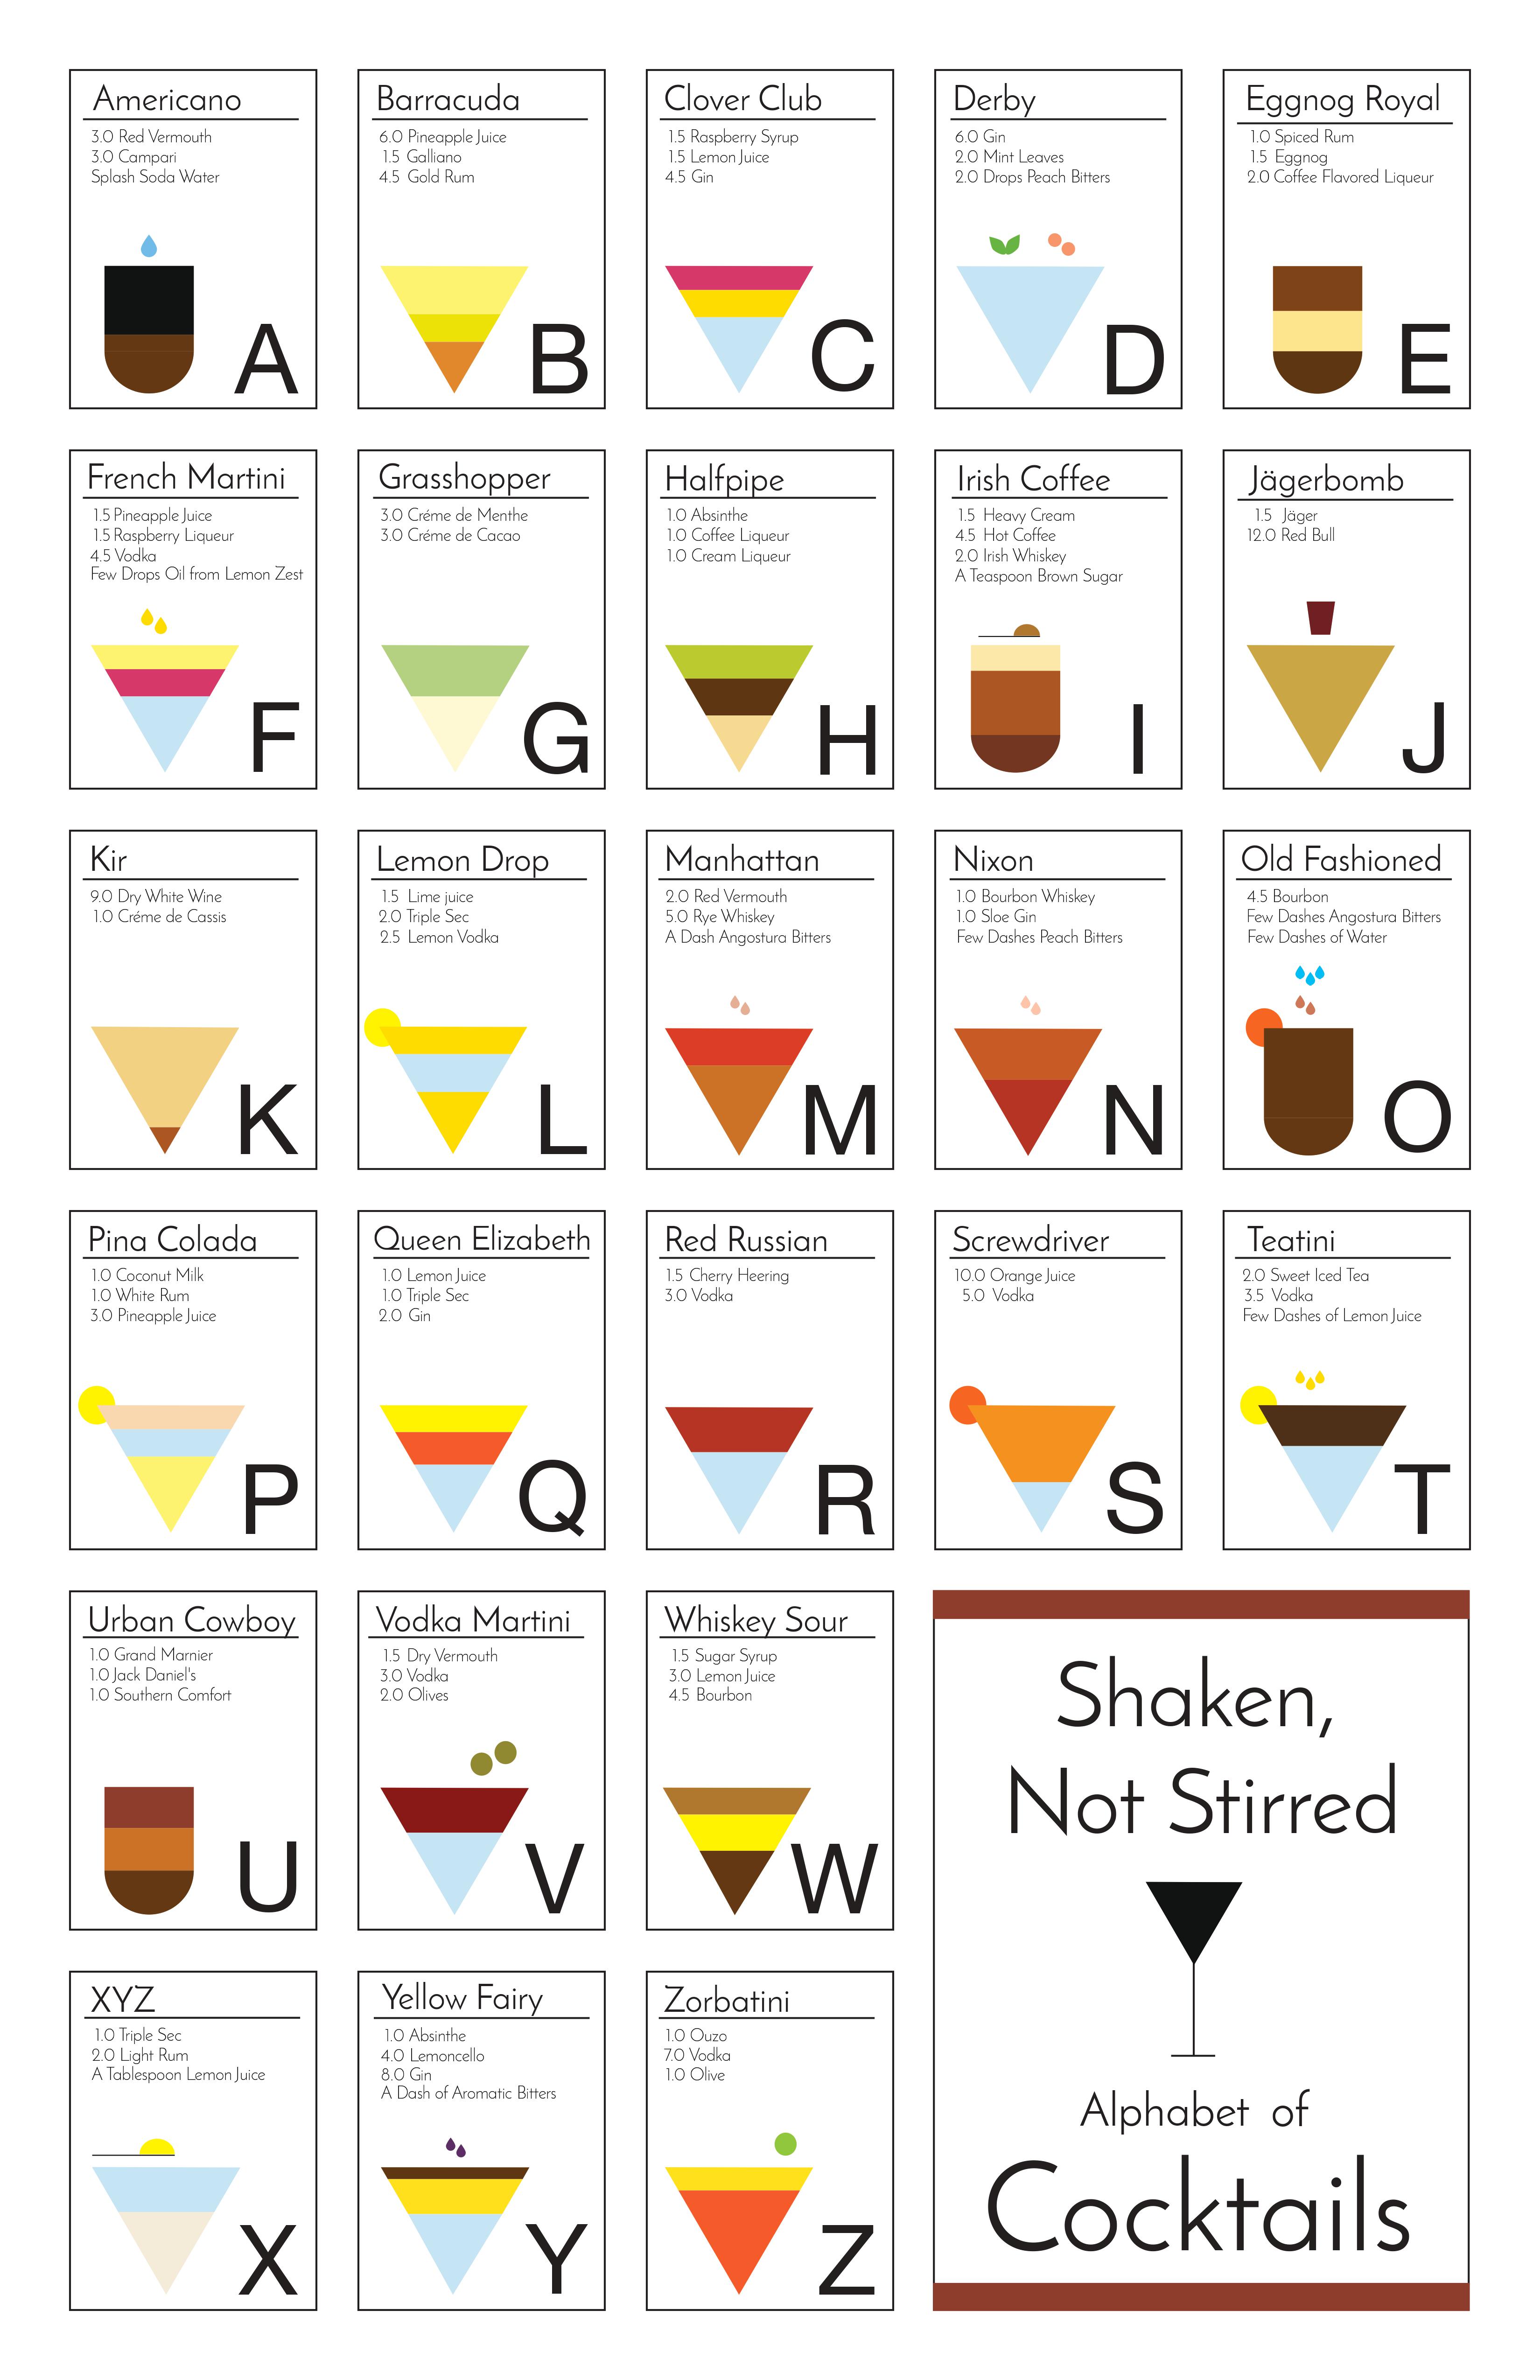 Americano
3.0 Red Vermouth
3.0 Campari
Splash Soda Water
A
Barracuda
6.0 Pineapple Juice
1.5 Galliano
4.5 Gold Rum
B
Clover Club
1.5 Raspberry Syrup
1.5 Lemon Juice
4.5 Gin
C
Derby
6.0 Gin
2.0 Mint Leaves
2.0 Drops Peach Bitters
D
Eggnog Royal
1.0 Spiced Rum
1.5 Eggnog
2.0 Coffee Flavored Liqueur
E
French Martini
1.5 Pineapple Juice
1.5 Raspberry Liqueur
4.5 Vodka
Few Drops Oil from Lemon Zest
F
Grasshopper
3.0 Créme de Menthe
3.0 Créme de Cacao
G
Halfpipe
1.0 Absinthe
1.0 Coffee Liqueur
1.0 Cream Liqueur
H
Irish Coffee
1.5 Heavy Cream
4.5 Hot Coffee
2.0 Irish Whiskey
A Teaspoon Brown Sugar
I
Jägerbomb
1.5 Jäger
12.0 Red Bull
J
Kir
9.0 Dry White Wine
1.0 Créme de Cassis
K
Lemon Drop
1.5 Lime juice
2.0 Triple Sec
2.5 Lemon Vodka
L
Manhattan
2.0 Red Vermouth
5.0 Rye Whiskey
A Dash Angostura Bitters
M
Nixon
1.0 Bourbon Whiskey
1.0 Sloe Gin
Few Dashes Peach Bitters
N
Old Fashioned
4.5 Bourbon
Few Dashes Angostura Bitters
Few Dashes of Water
O
Pina Colada
1.0 Coconut Milk
1.0 White Rum
3.0 Pineapple Juice
P
Queen Elizabeth
1.0 Lemon Juice
1.0 Triple Sec
2.0 Gin
Q
Red Russian
1.5 Cherry Heering
3.0 Vodka
R
Screwdriver
10.0 Orange Juice
5.0 Vodka
S
Teatini
2.0 Sweet Iced Tea
3.5 Vodka
Few Dashes of Lemon Juice
T
Urban Cowboy
1.0 Grand Marnier
1.0 Jack Daniel's
1.0 Southern Comfort
U
Vodka Martini
1.5 Dry Vermouth
3.0 Vodka
2.0 Olives
V
Whiskey Sour
1.5 Sugar Syrup
3.0 Lemon Juice
4.5 Bourbon
W
XYZ
1.0 Triple Sec
2.0 Light Rum
A Tablespoon Lemon Juice
X
Yellow Fairy
1.0 Absinthe
4.0 Lemoncello
8.0 Gin
A Dash of Aromatic Bitters
Y
Zorbatini
1.0 Ouzo
7.0 Vodka
1.0 Olive
Z
Shaken,
Not Stirred
Alphabet of
Cocktails